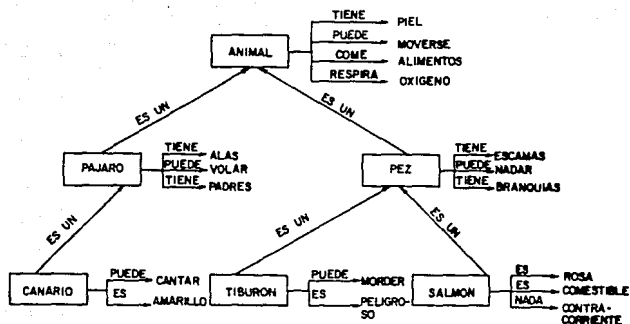 TIENE PIEL
ANIMAL
PUEDE MOVERSE
COME ALIMENTOS
RESPIRA OXIGENO
ES UN
ES UN
PAJARO
TIENE ALAS
PUEDE VOLAR
TIENE PADRES
PEZ
TIENE ESCAMAS
PUEDE NADAR
TIENE BRANQUIAS
ES UN
ES UN
ES UN
CANARIO
PUEDE CANTAR
ES AMARILLO
TIBURON
PUEDE MORDER
ES PELIGRO-
SO
SALMON
ES ROSA
ES COMESTIBLE
NADA CONTRA-
CORRIENTE